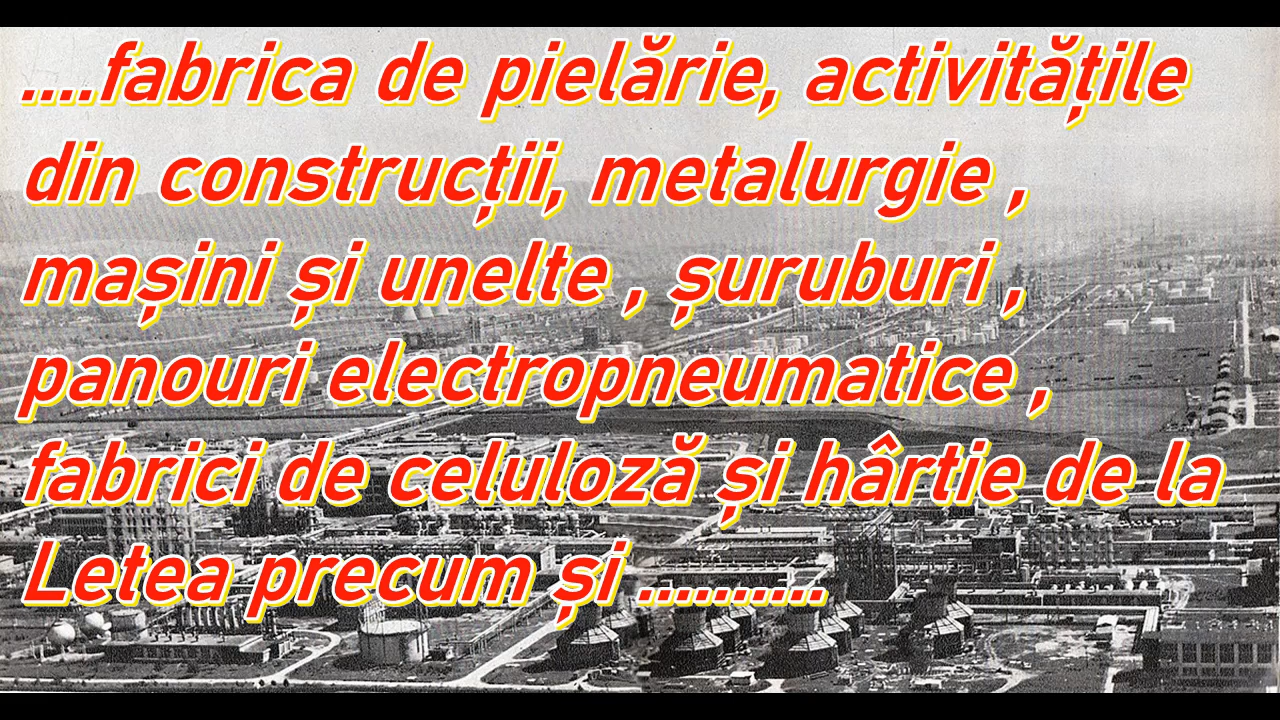 ....fabrica de pielărie, activitățile
din construcții, metalurgie ,
mașini și unelte , șuruburi ,
panouri electropneumatice ,
fabrici de celuloză și hârtie de la
Letea precum și ..........